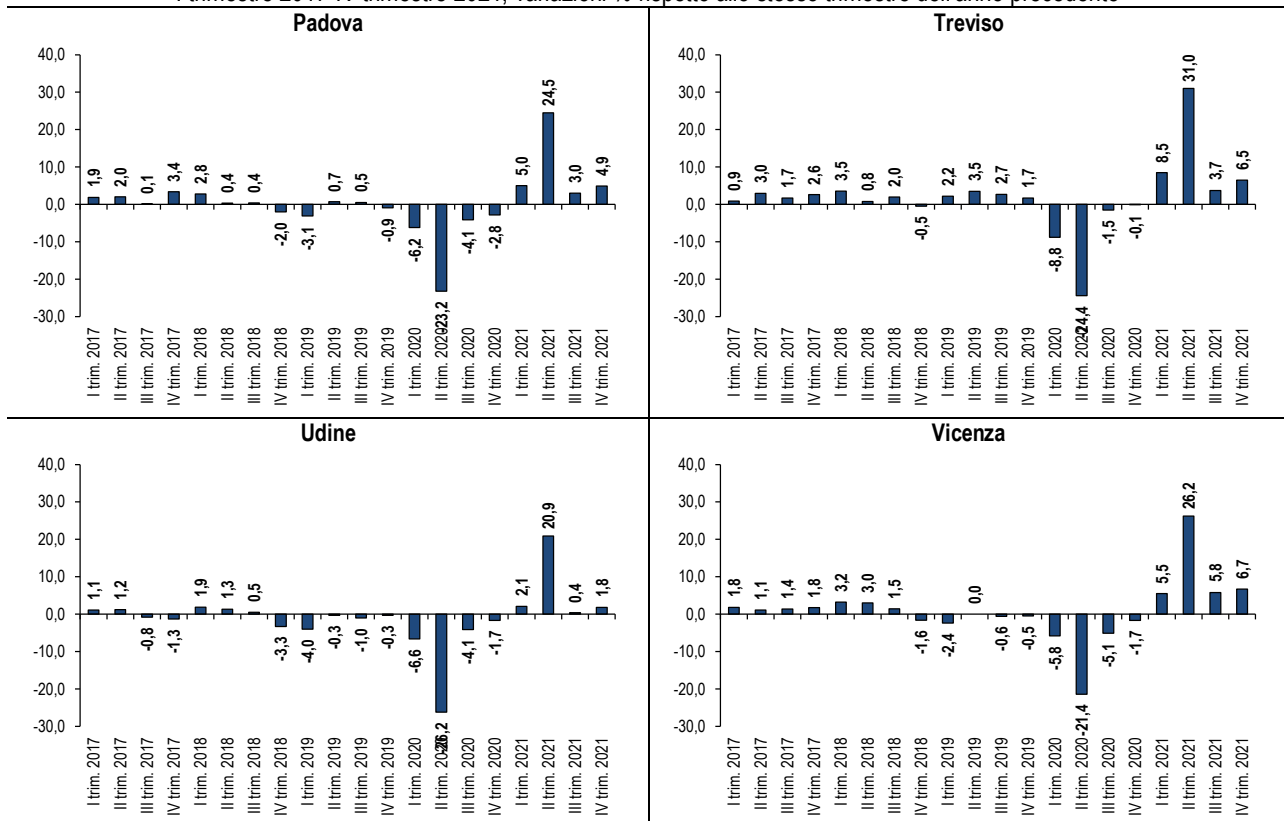 Padova
40,0
30,0
20,0
10,0
0,0
-10,0
-20,0
-30,0
1,9
2,0
0,1
3,4
2,8
0,4
0,4
-2,0
-3,1
0,7
0,5
-0,9
-6,2
-23,2
-4,1
-2,8
5,0
24,5
3,0
4,9
I trim. 2017
II trim. 2017
III trim. 2017
IV trim. 2017
I trim. 2018
II trim. 2018
III trim. 2018
IV trim. 2018
I trim. 2019
II trim. 2019
III trim. 2019
IV trim. 2019
I trim. 2020
II trim. 2020
III trim. 2020
IV trim. 2020
I trim. 2021
II trim. 2021
III trim. 2021
IV trim. 2021
Treviso
40,0
30,0
20,0
10,0
0,0
-10,0
-20,0
-30,0
0,9
3,0
1,7
2,6
3,5
0,8
2,0
-0,5
2,2
3,5
2,7
1,7
-8,8
-24,4
-1,5
-0,1
8,5
31,0
3,7
6,5
I trim. 2017
II trim. 2017
III trim. 2017
IV trim. 2017
I trim. 2018
II trim. 2018
III trim. 2018
IV trim. 2018
I trim. 2019
II trim. 2019
III trim. 2019
IV trim. 2019
I trim. 2020
II trim. 2020
III trim. 2020
IV trim. 2020
I trim. 2021
II trim. 2021
III trim. 2021
IV trim. 2021
Udine
40,0
30,0
20,0
10,0
0,0
-10,0
-20,0
-30,0
1,1
1,2
-0,8
-1,3
1,9
1,3
0,5
-3,3
-4,0
-0,3
-1,0
-0,3
-6,6
-26,2
-4,1
-1,7
2,1
20,9
0,4
1,8
I trim. 2017
II trim. 2017
III trim. 2017
IV trim. 2017
I trim. 2018
II trim. 2018
III trim. 2018
IV trim. 2018
I trim. 2019
II trim. 2019
III trim. 2019
IV trim. 2019
I trim. 2020
II trim. 2020
III trim. 2020
IV trim. 2020
I trim. 2021
II trim. 2021
III trim. 2021
IV trim. 2021
Vicenza
40,0
30,0
20,0
10,0
0,0
-10,0
-20,0
-30,0
1,8
1,1
1,4
1,8
3,2
3,0
1,5
-1,6
-2,4
0,0
-0,6
-0,5
-5,8
-21,4
-5,1
-1,7
5,5
26,2
5,8
6,7
I trim. 2017
II trim. 2017
III trim. 2017
IV trim. 2017
I trim. 2018
II trim. 2018
III trim. 2018
IV trim. 2018
I trim. 2019
II trim. 2019
III trim. 2019
IV trim. 2019
I trim. 2020
II trim. 2020
III trim. 2020
IV trim. 2020
I trim. 2021
II trim. 2021
III trim. 2021
IV trim. 2021